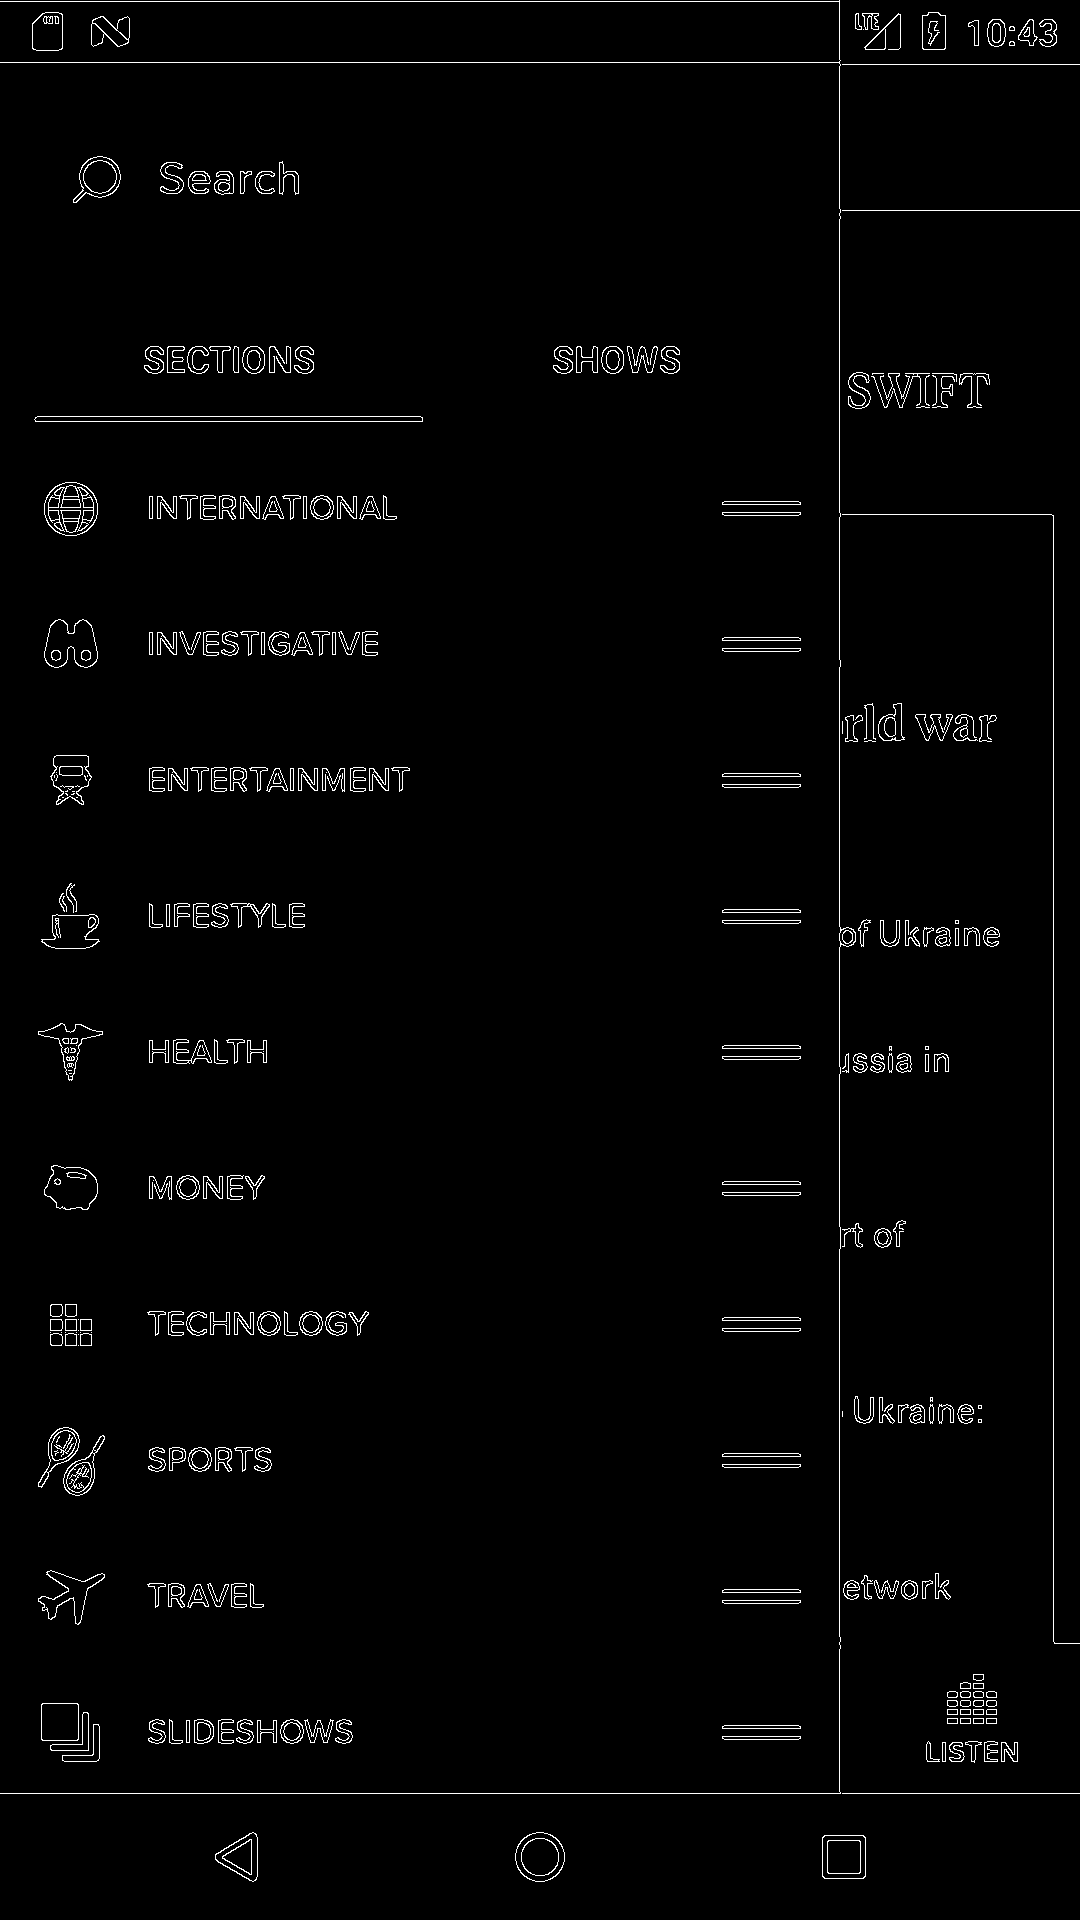 LTE 10:43
Search
SECTIONS SHOWS
SWIFT
INTERNATIONAL
INVESTIGATIVE
rld war
ENTERTAINMENT
LIFESTYLE
of Ukraine
HEALTH
ussia in
MONEY
rt of
TECHNOLOGY
Ukraine:
SPORTS
TRAVEL
etwork
SLIDESHOWS
LISTEN